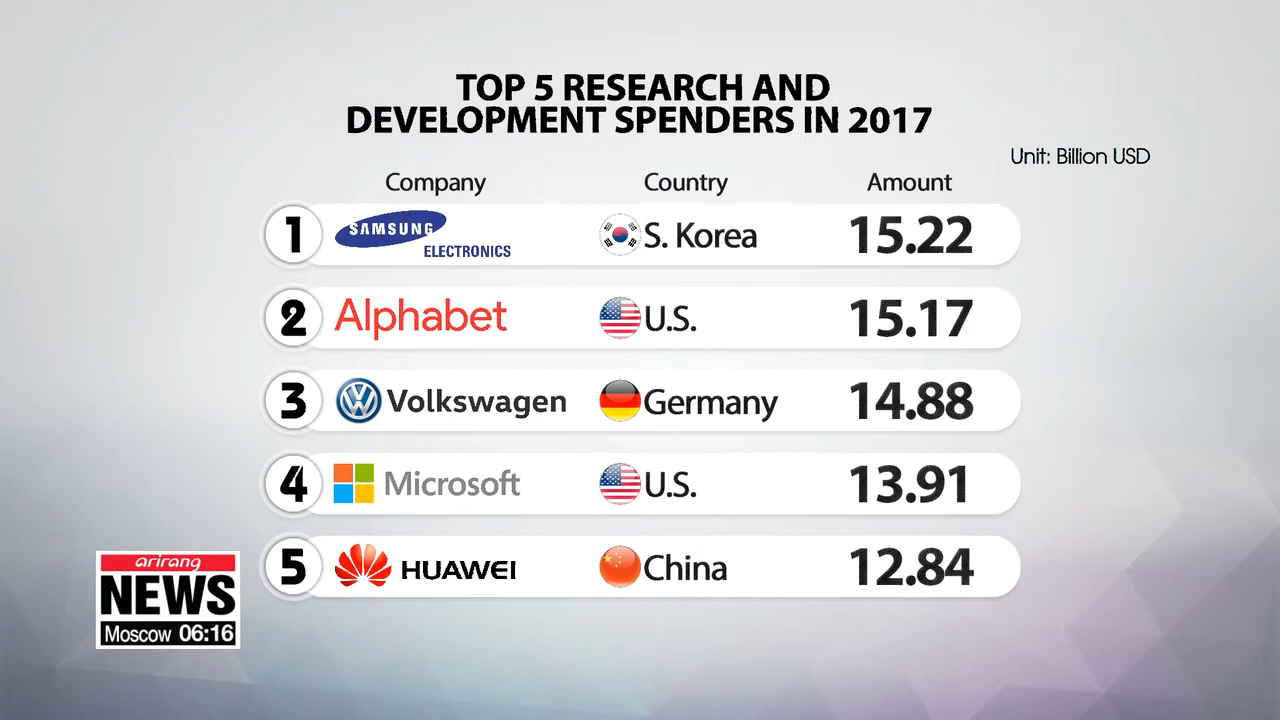 TOP 5 RESEARCH AND
DEVELOPMENT SPENDERS IN 2017
Unit: Billion USD
Company Country Amount
1 SAMSUNG ELECTRONICS S. Korea 15.22
2 Alphabet U.S. 15.17
3 Volkswagen Germany 14.88
4 Microsoft U.S. 13.91
5 HUAWEI China 12.84
arirang
NEWS
Moscow 06:16